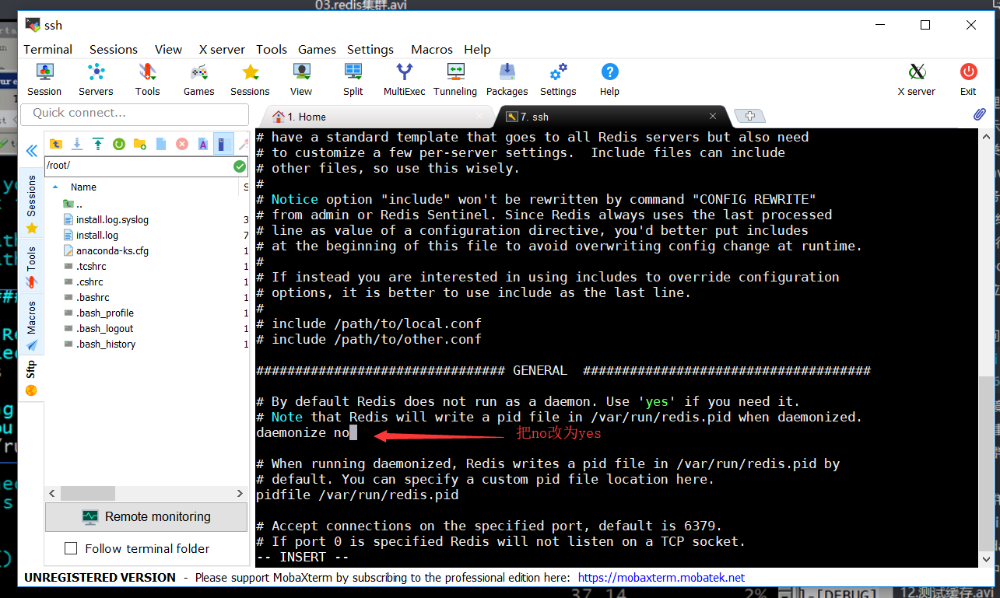 03.redis集群.avi
ssh
Terminal Sessions View X server Tools Games Settings Macros Help
Session Servers Tools Games Sessions View Split MultiExec Tunneling Packages Settings Help X server Exit
Quick connect...
1. Home
7. ssh
/root/
Name
..
install.log.syslog
install.log
anaconda-ks.cfg
.tcshrc
.cshrc
.bashrc
.bash_profile
.bash_logout
.bash_history
Sessions
Tools
Macros
Sftp
Remote monitoring
Follow terminal folder
# have a standard template that goes to all Redis servers but also need
# to customize a few per-server settings.  Include files can include
# other files, so use this wisely.
#
# Notice option "include" won't be rewritten by command "CONFIG REWRITE"
# from admin or Redis Sentinel. Since Redis always uses the last processed
# line as value of a configuration directive, you'd better put includes
# at the beginning of this file to avoid overwriting config change at runtime.
#
# If instead you are interested in using includes to override configuration
# options, it is better to use include as the last line.
#
# include /path/to/local.conf
# include /path/to/other.conf
################################ GENERAL  #####################################
# By default Redis does not run as a daemon. Use 'yes' if you need it.
# Note that Redis will write a pid file in /var/run/redis.pid when daemonized.
daemonize no
把no改为yes
# When running daemonized, Redis writes a pid file in /var/run/redis.pid by
# default. You can specify a custom pid file location here.
pidfile /var/run/redis.pid
# Accept connections on the specified port, default is 6379.
# If port 0 is specified Redis will not listen on a TCP socket.
-- INSERT --
UNREGISTERED VERSION - Please support MobaXterm by subscribing to the professional edition here: https://mobaxterm.mobatek.net
12.测试缓存.avi